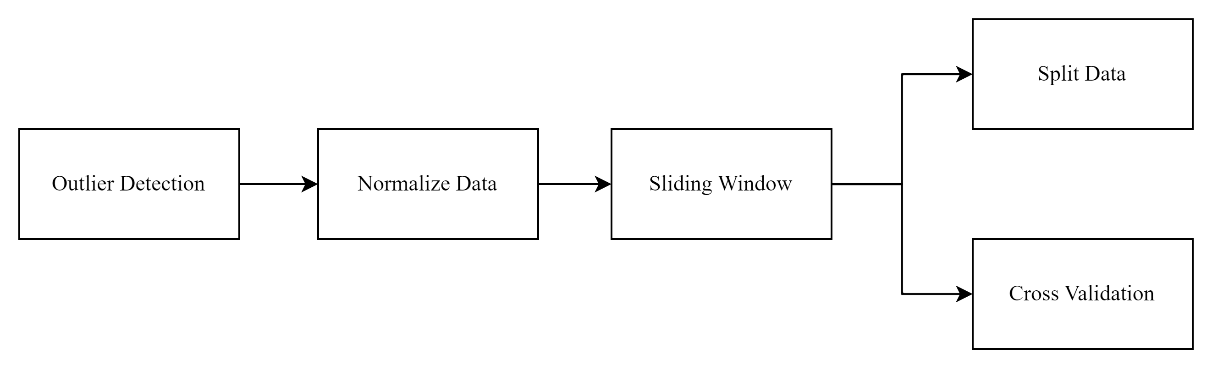 Outlier Detection
Normalize Data
Sliding Window
Split Data
Cross Validation